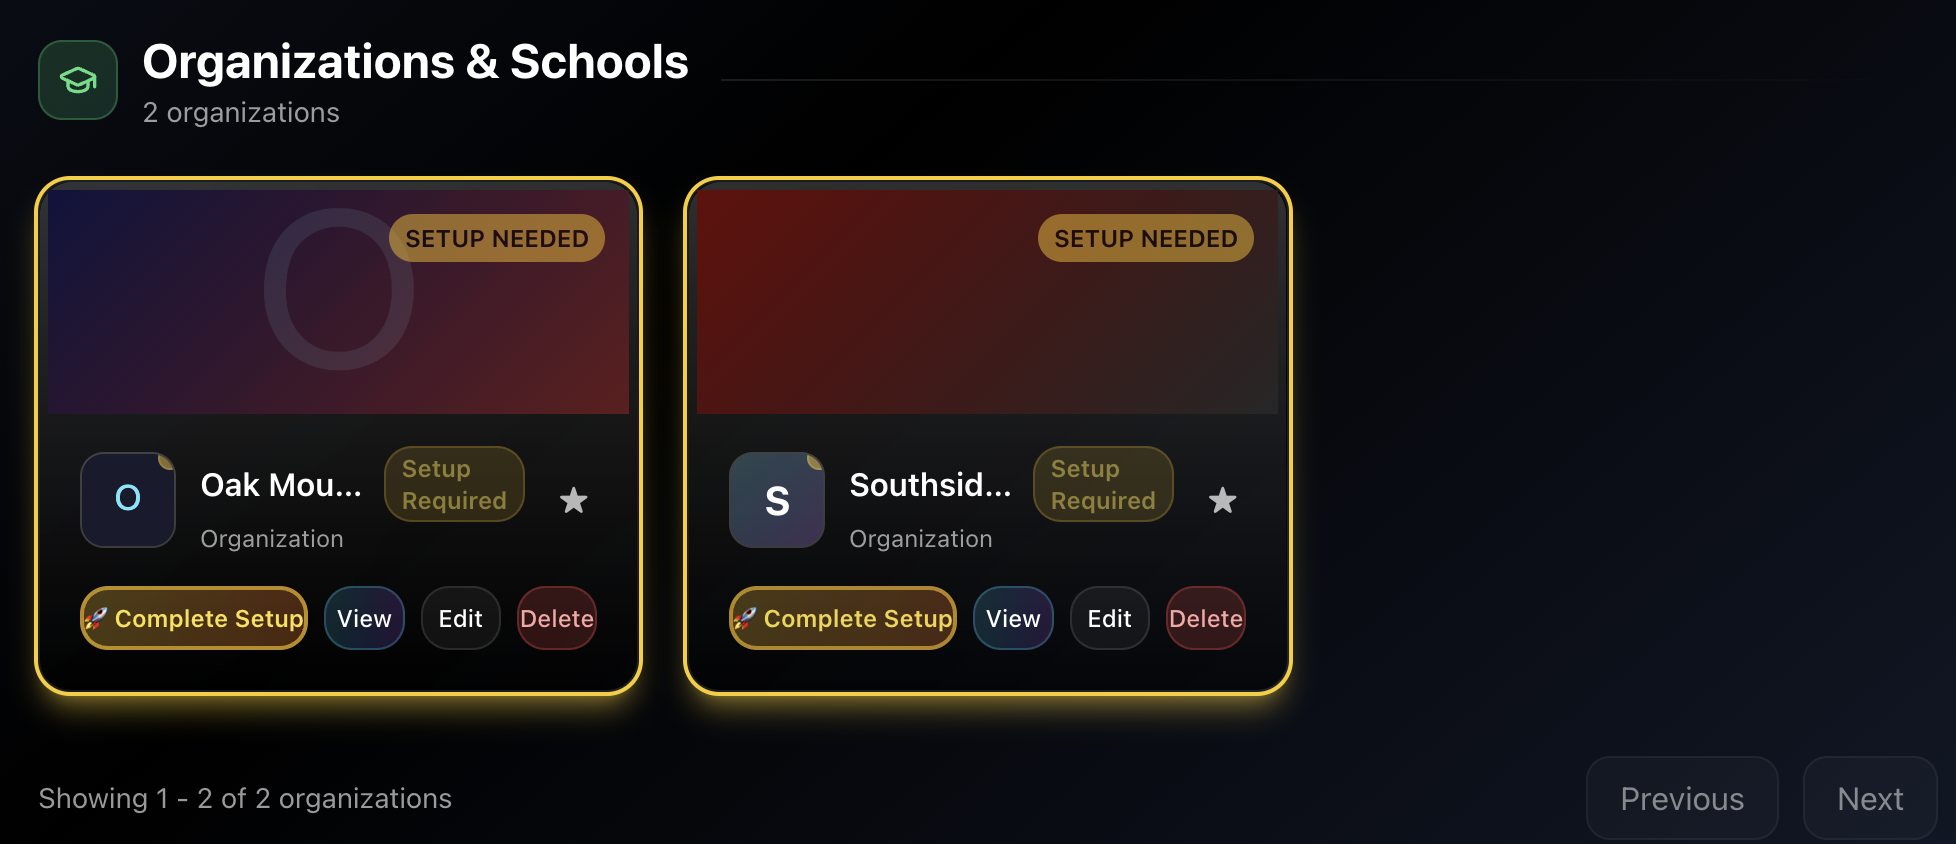 Organizations & Schools
2 organizations
O
SETUP NEEDED
O
Oak Mou...
Setup
Required
★
Organization
🚀 Complete Setup
View
Edit
Delete
SETUP NEEDED
S
Southsid...
Setup
Required
★
Organization
🚀 Complete Setup
View
Edit
Delete
Showing 1 - 2 of 2 organizations
Previous
Next